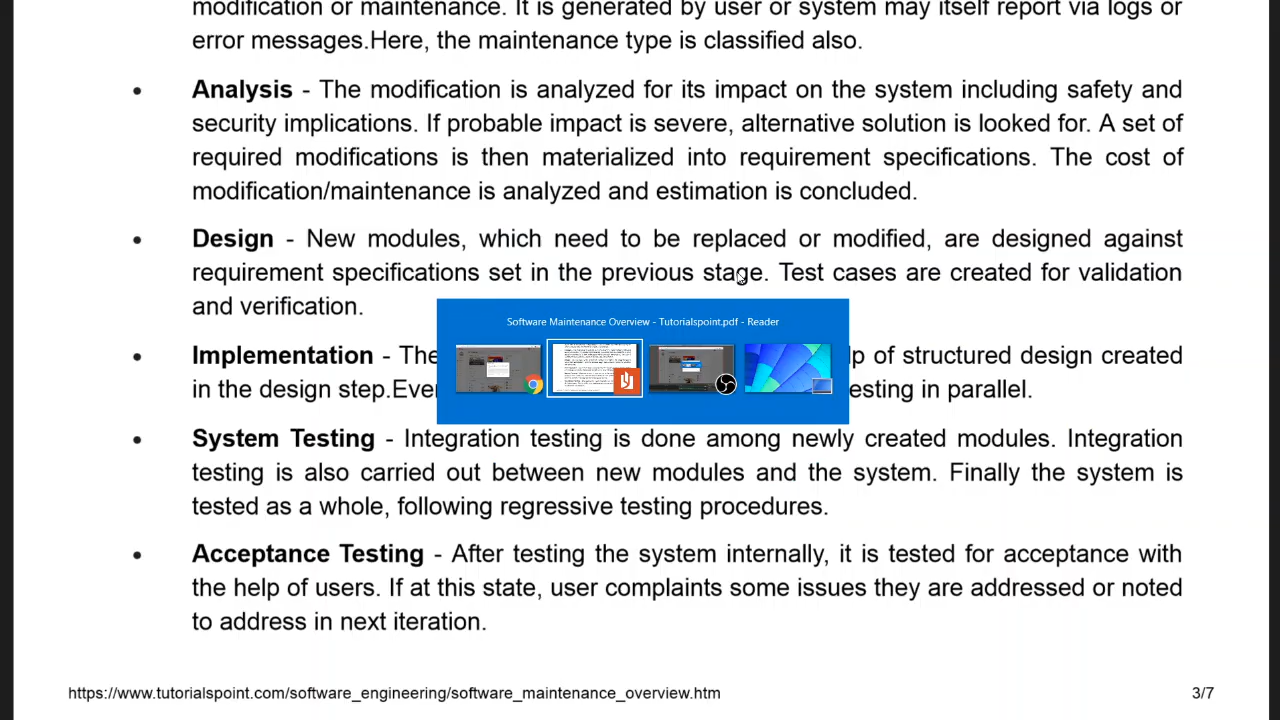 modification or maintenance. It is generated by user or system may itself report via logs or
error messages.Here, the maintenance type is classified also.
• Analysis - The modification is analyzed for its impact on the system including safety and
security implications. If probable impact is severe, alternative solution is looked for. A set of
required modifications is then materialized into requirement specifications. The cost of
modification/maintenance is analyzed and estimation is concluded.
• Design - New modules, which need to be replaced or modified, are designed against
requirement specifications set in the previous stage. Test cases are created for validation
and verification.
Software Maintenance Overview - Tutorialspoint.pdf - Reader
• Implementation - The p of structured design created
in the design step.Ever esting in parallel.
• System Testing - Integration testing is done among newly created modules. Integration
testing is also carried out between new modules and the system. Finally the system is
tested as a whole, following regressive testing procedures.
• Acceptance Testing - After testing the system internally, it is tested for acceptance with
the help of users. If at this state, user complaints some issues they are addressed or noted
to address in next iteration.
https://www.tutorialspoint.com/software_engineering/software_maintenance_overview.htm 3/7